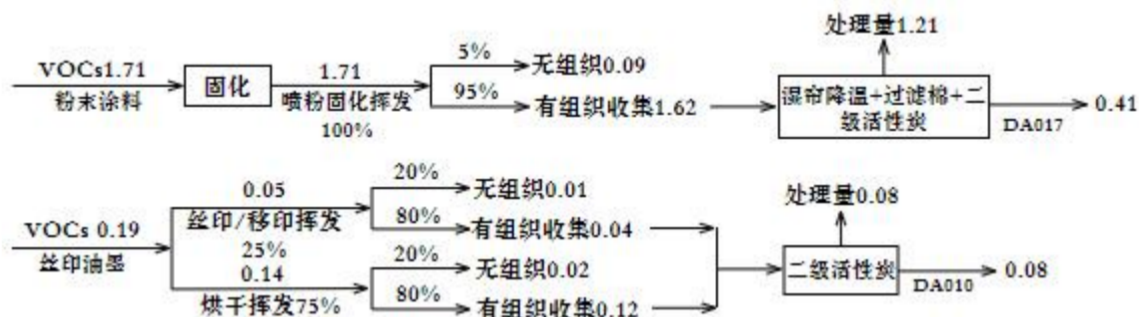 处理量1.21
VOCs1.71
粉末涂料
固化
1.71
喷粉固化挥发
100%
5%
无组织0.09
95%
有组织收集1.62
湿帘降温+过滤棉+二
级活性炭
DA017
0.41
VOCs 0.19
丝印油墨
0.05
丝印/移印挥发
25%
0.14
烘干挥发75%
20%
无组织0.01
80%
有组织收集0.04
20%
无组织0.02
80%
有组织收集0.12
处理量0.08
二级活性炭
DA010
0.08